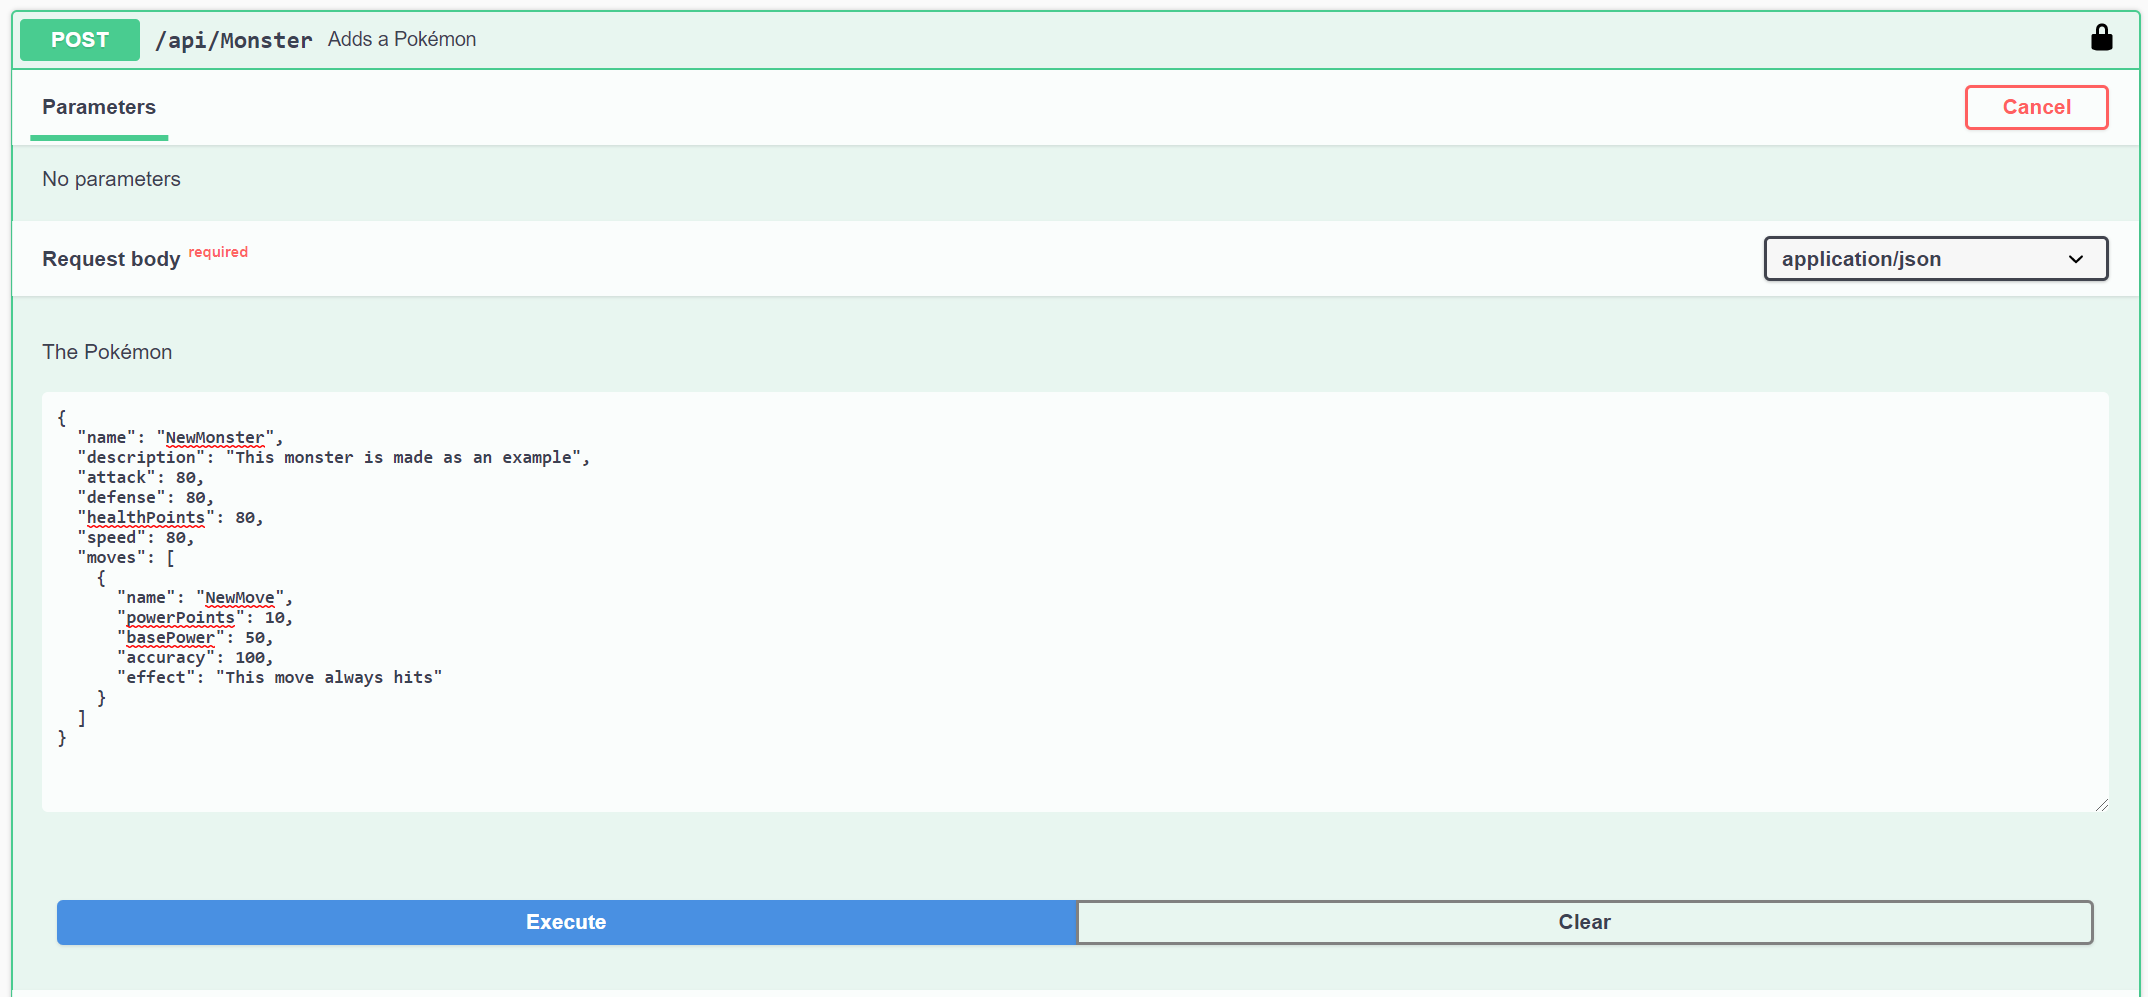 POST /api/Monster Adds a Pokémon
Parameters
Cancel
No parameters
Request body required
application/json
The Pokémon
{
  "name": "NewMonster",
  "description": "This monster is made as an example",
  "attack": 80,
  "defense": 80,
  "healthPoints": 80,
  "speed": 80,
  "moves": [
    {
      "name": "NewMove",
      "powerPoints": 10,
      "basePower": 50,
      "accuracy": 100,
      "effect": "This move always hits"
    }
  ]
}
Execute
Clear